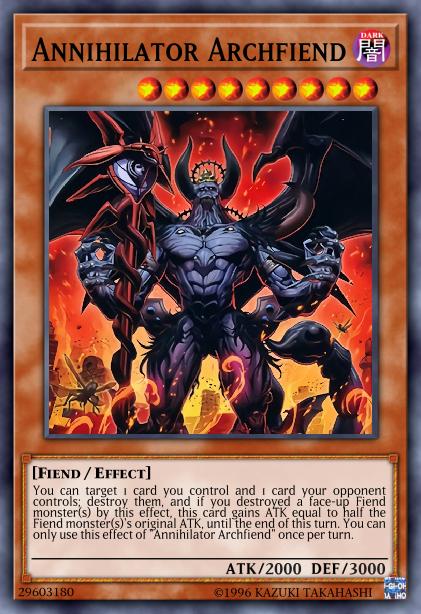 ANNIHILATOR ARCHFIEND
DARK
闇
[FIEND / EFFECT]
You can target 1 card you control and 1 card your opponent
controls; destroy them, and if you destroyed a face-up Fiend
monster(s) by this effect, this card gains ATK equal to half the
Fiend monster(s)'s original ATK, until the end of this turn. You can
only use this effect of "Annihilator Archfiend" once per turn.
ATK/2000 DEF/3000
29603180
©1996 KAZUKI TAKAHASHI